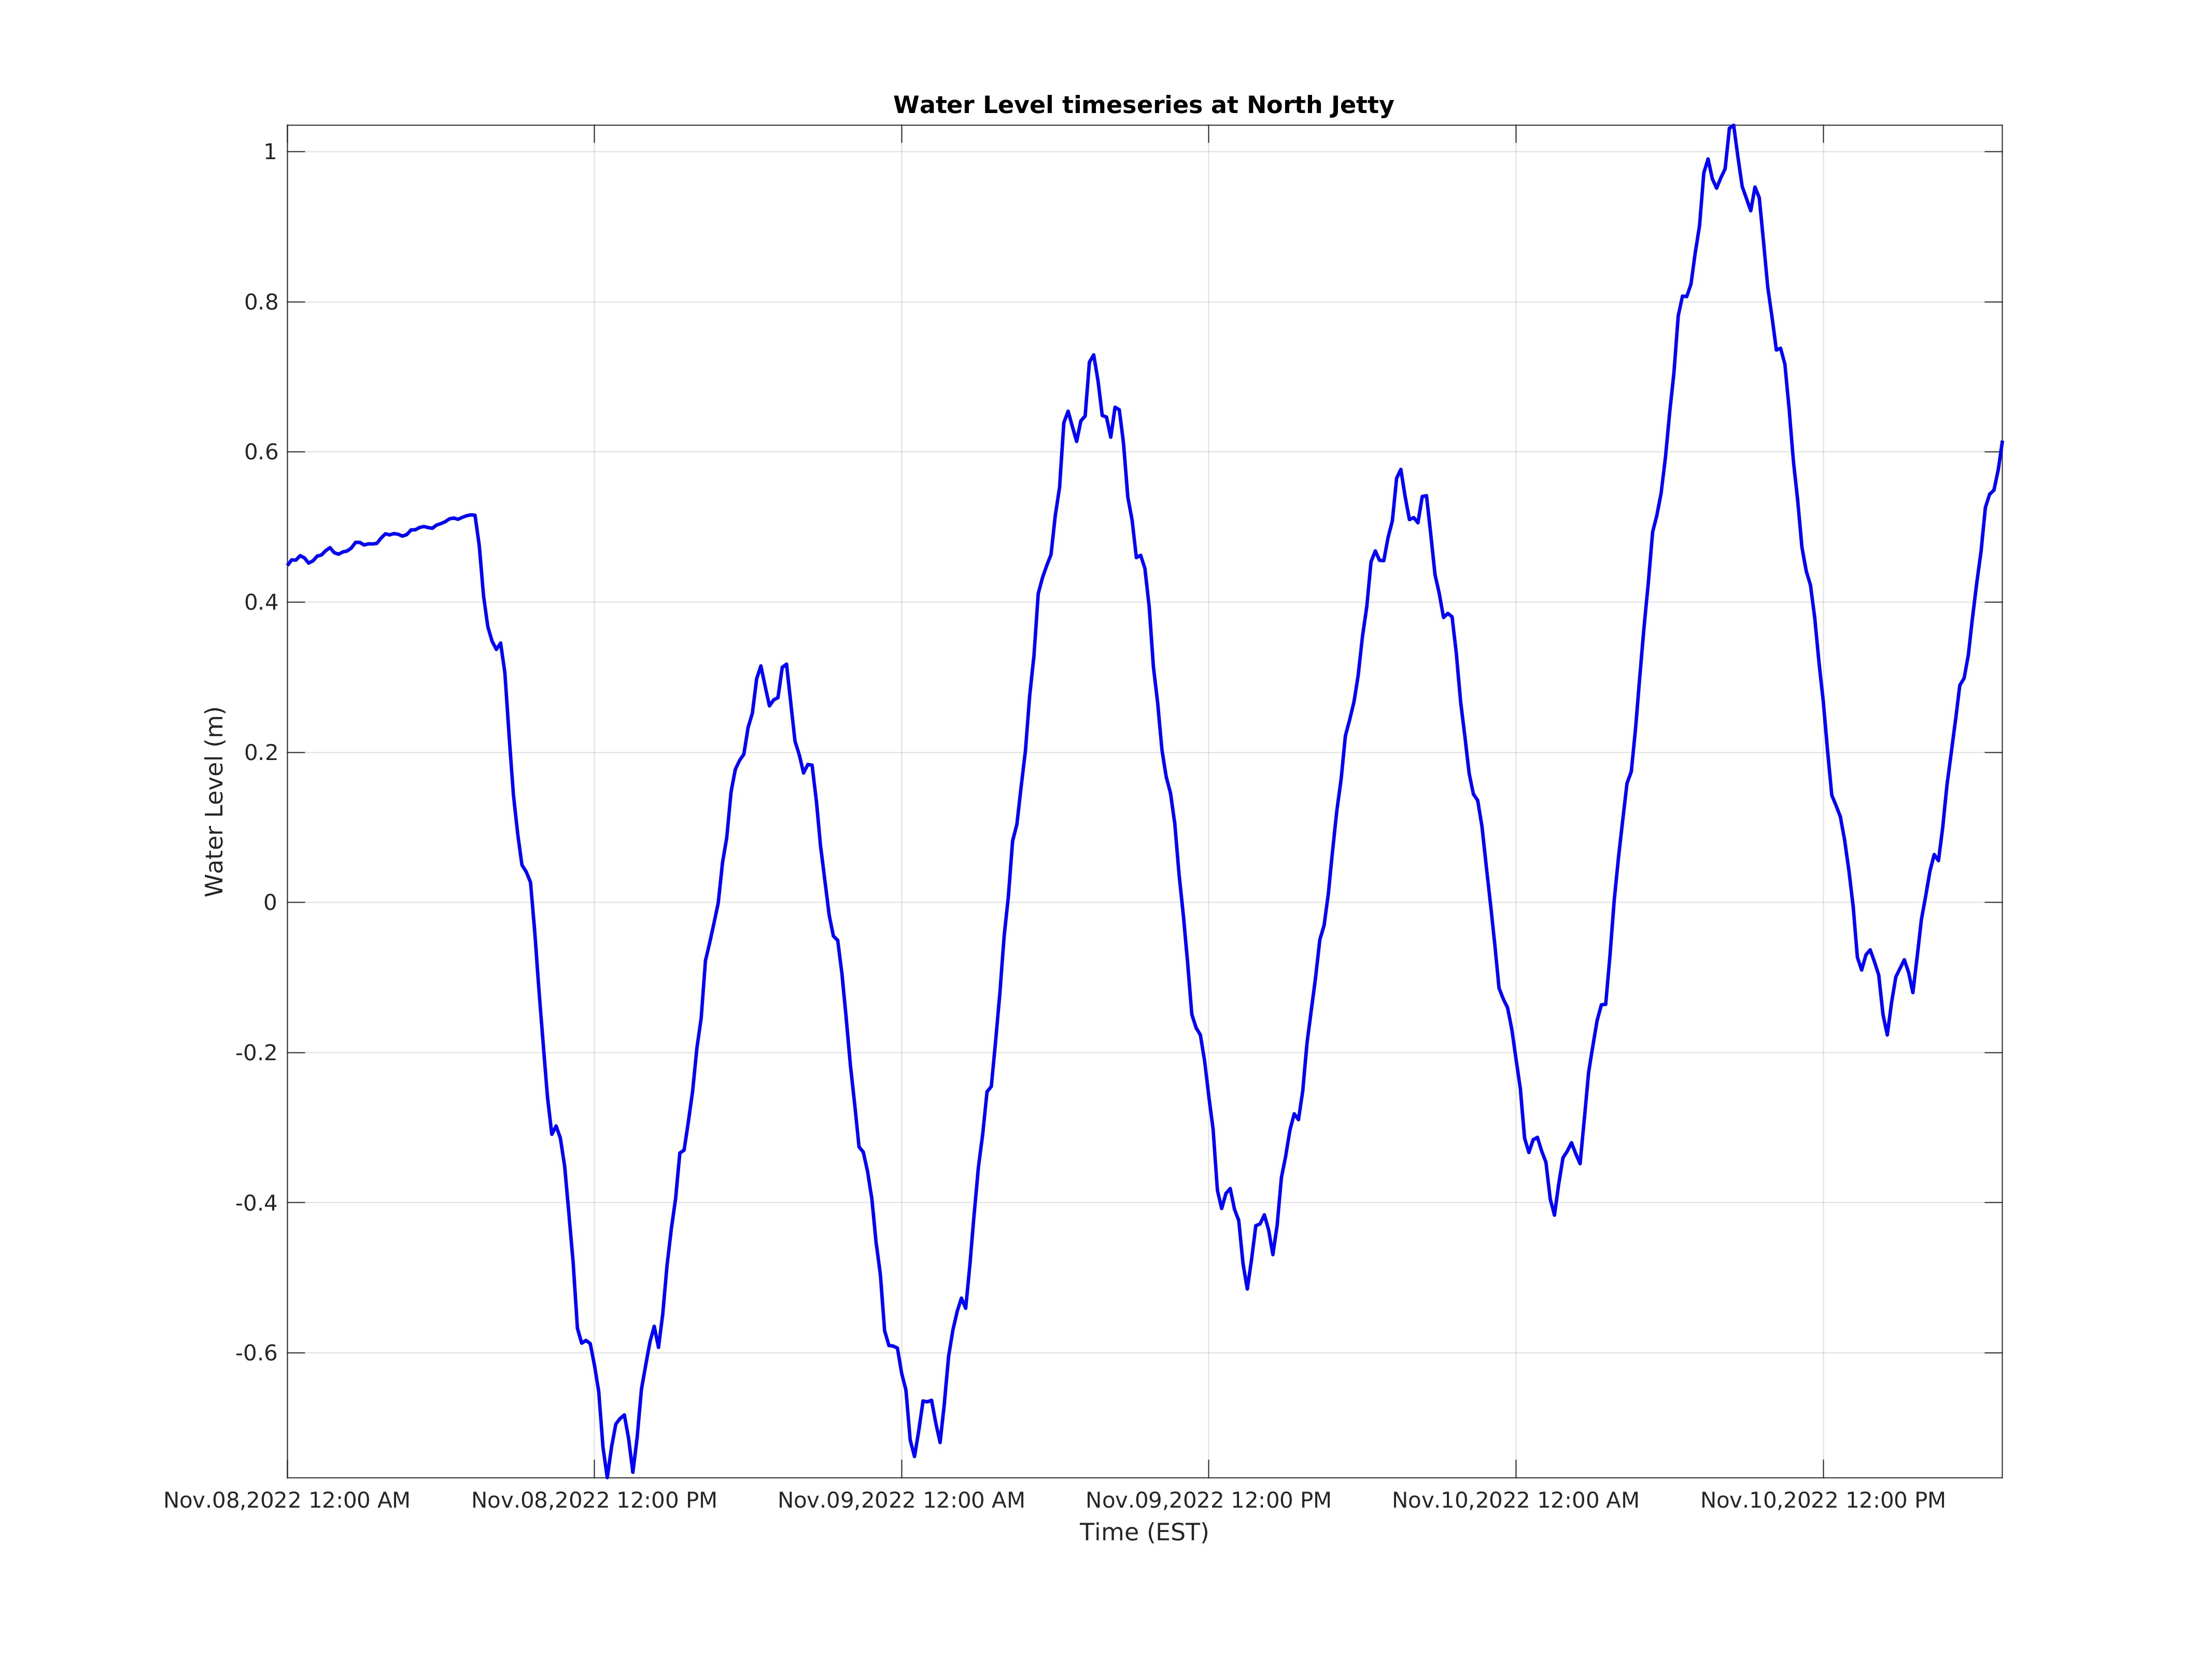 Water Level timeseries at North Jetty
1
0.8
0.6
0.4
0.2
0
-0.2
-0.4
-0.6
Water Level (m)
Nov.08,2022 12:00 AM
Nov.08,2022 12:00 PM
Nov.09,2022 12:00 AM
Nov.09,2022 12:00 PM
Nov.10,2022 12:00 AM
Nov.10,2022 12:00 PM
Time (EST)